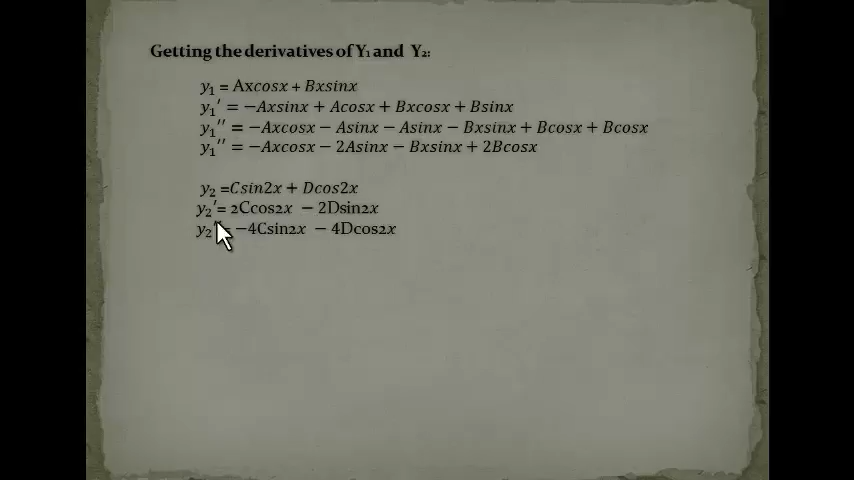 Getting the derivatives of Y₁ and Y₂:
y₁ = Axcosx + Bxsinx
y₁′ = −Axsinx + Acosx + Bxcosx + Bsinx
y₁′′ = −Axcosx − Asinx − Asinx − Bxsinx + Bcosx + Bcosx
y₁′′ = −Axcosx − 2Asinx − Bxsinx + 2Bcosx
y₂ =Csin2x + Dcos2x
y₂′= 2Ccos2x − 2Dsin2x
y₂′′= −4Csin2x − 4Dcos2x